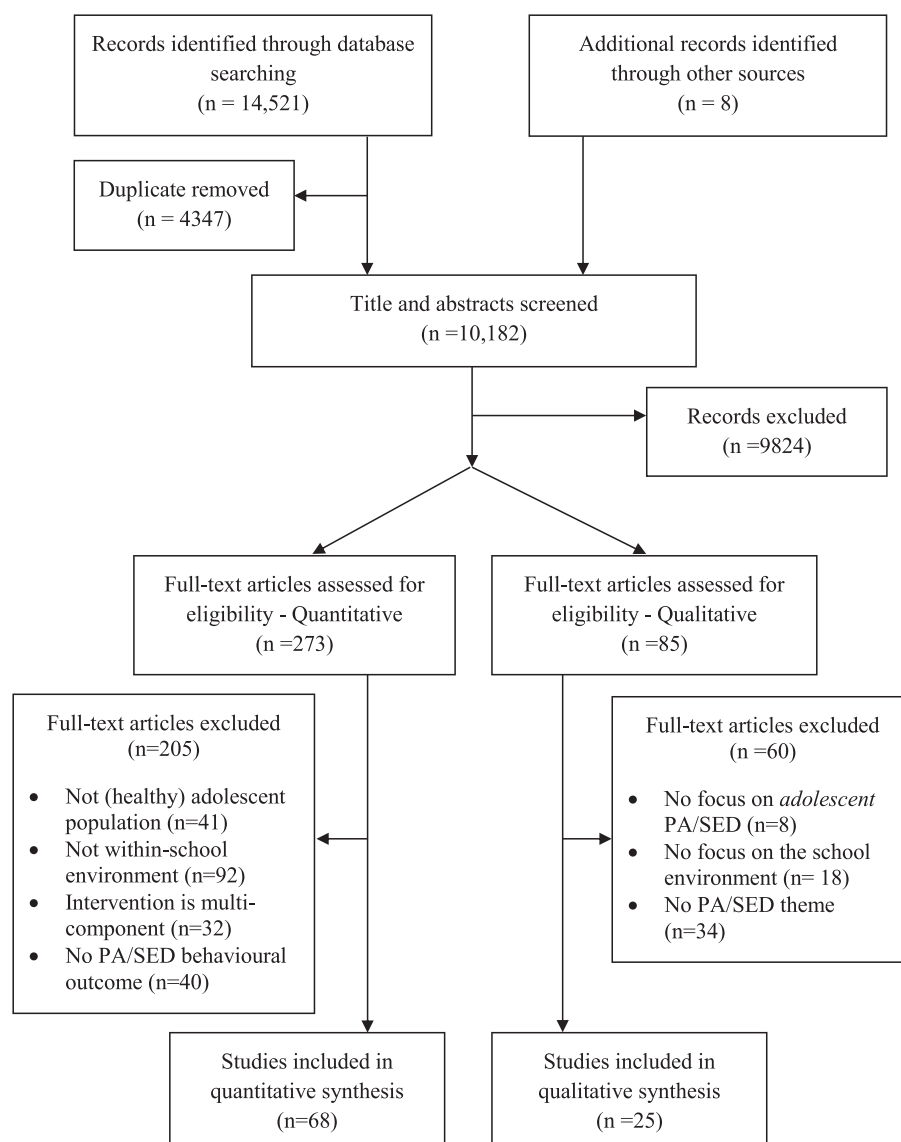 Records identified through database
searching
(n = 14,521)
Additional records identified
through other sources
(n = 8)
Duplicate removed
(n = 4347)
Title and abstracts screened
(n =10,182)
Records excluded
(n =9824)
Full-text articles assessed for
eligibility - Quantitative
(n =273)
Full-text articles assessed for
eligibility - Qualitative
(n =85)
Full-text articles excluded
(n=205)
• Not (healthy) adolescent
population (n=41)
• Not within-school
environment (n=92)
• Intervention is multi-
component (n=32)
• No PA/SED behavioural
outcome (n=40)
Full-text articles excluded
(n =60)
• No focus on adolescent
PA/SED (n=8)
• No focus on the school
environment (n= 18)
• No PA/SED theme
(n=34)
Studies included in
quantitative synthesis
(n=68)
Studies included in
qualitative synthesis
(n =25)